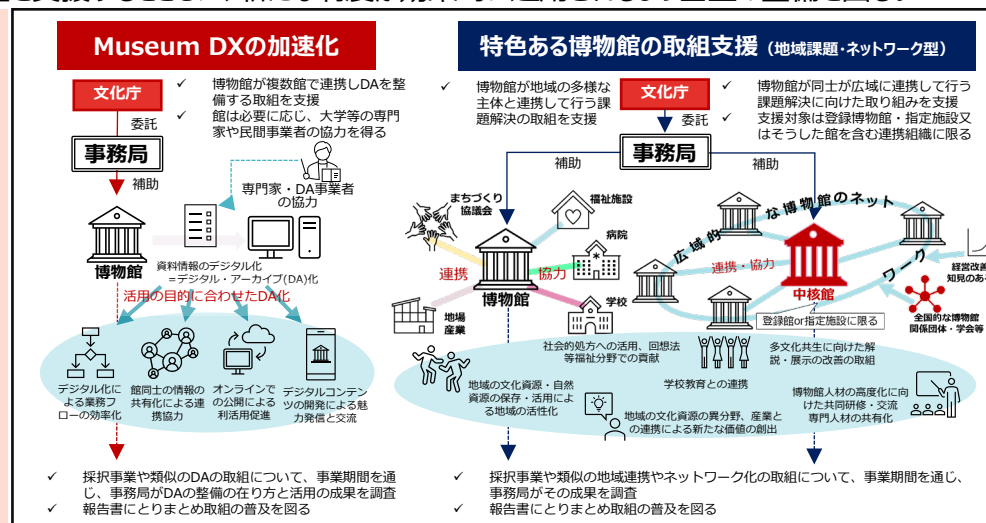 Museum DXの加速化
文化庁
委託
事務局
補助
✓ 博物館が複数館で連携しDAを整
備する取組を支援
✓ 館は必要に応じ、大学等の専門
家や民間事業者の協力を得る
専門家・DA事業者
の協力
博物館
資料情報のデジタル化
=デジタル・アーカイブ(DA)化
活用の目的に合わせたDA化
デジタル化に
よる業務フ
ローの効率化
館同士の情報の
共有化による連
携協力
オンラインで
の公開による
利活用促進
デジタルコンテン
ツの開発による魅
力発信と交流
✓ 採択事業や類似のDAの取組について、事業期間を通
じ、事務局がDAの整備の在り方と活用の成果を調査
✓ 報告書にとりまとめ取組の普及を図る
特色ある博物館の取組支援(地域課題・ネットワーク型)
✓ 博物館が地域の多様な
主体と連携して行う課
題解決の取組を支援
文化庁
委託
事務局
補助
補助
✓ 博物館が同士が広域に連携して行う
課題解決に向けた取り組みを支援
✓ 支援対象は登録博物館・指定施設又
はそうした館を含む連携組織に限る
まちづくり
協議会
福祉施設
病院
連携
協力
博物館
地場
産業
学校
広域的な博物館のネットワーク
連携・協力
中核館
登録館or指定施設に限る
経営改善
知見のあ
全国的な博物館
関係団体・学会等
社会的処方への活用、回想法
等福祉分野での貢献
多文化共生に向けた解
説・展示の改善の取組
地域の文化資源・自然
資源の保存・活用によ
る地域の活性化
学校教育との連携
地域の文化資源の異分野、産業と
の連携による新たな価値の創出
博物館人材の高度化に向
けた共同研修・交流
専門人材の共有化
✓ 採択事業や類似の地域連携やネットワーク化の取組について、事業期間を通じ、
事務局がその成果を調査
✓ 報告書にとりまとめ取組の普及を図る